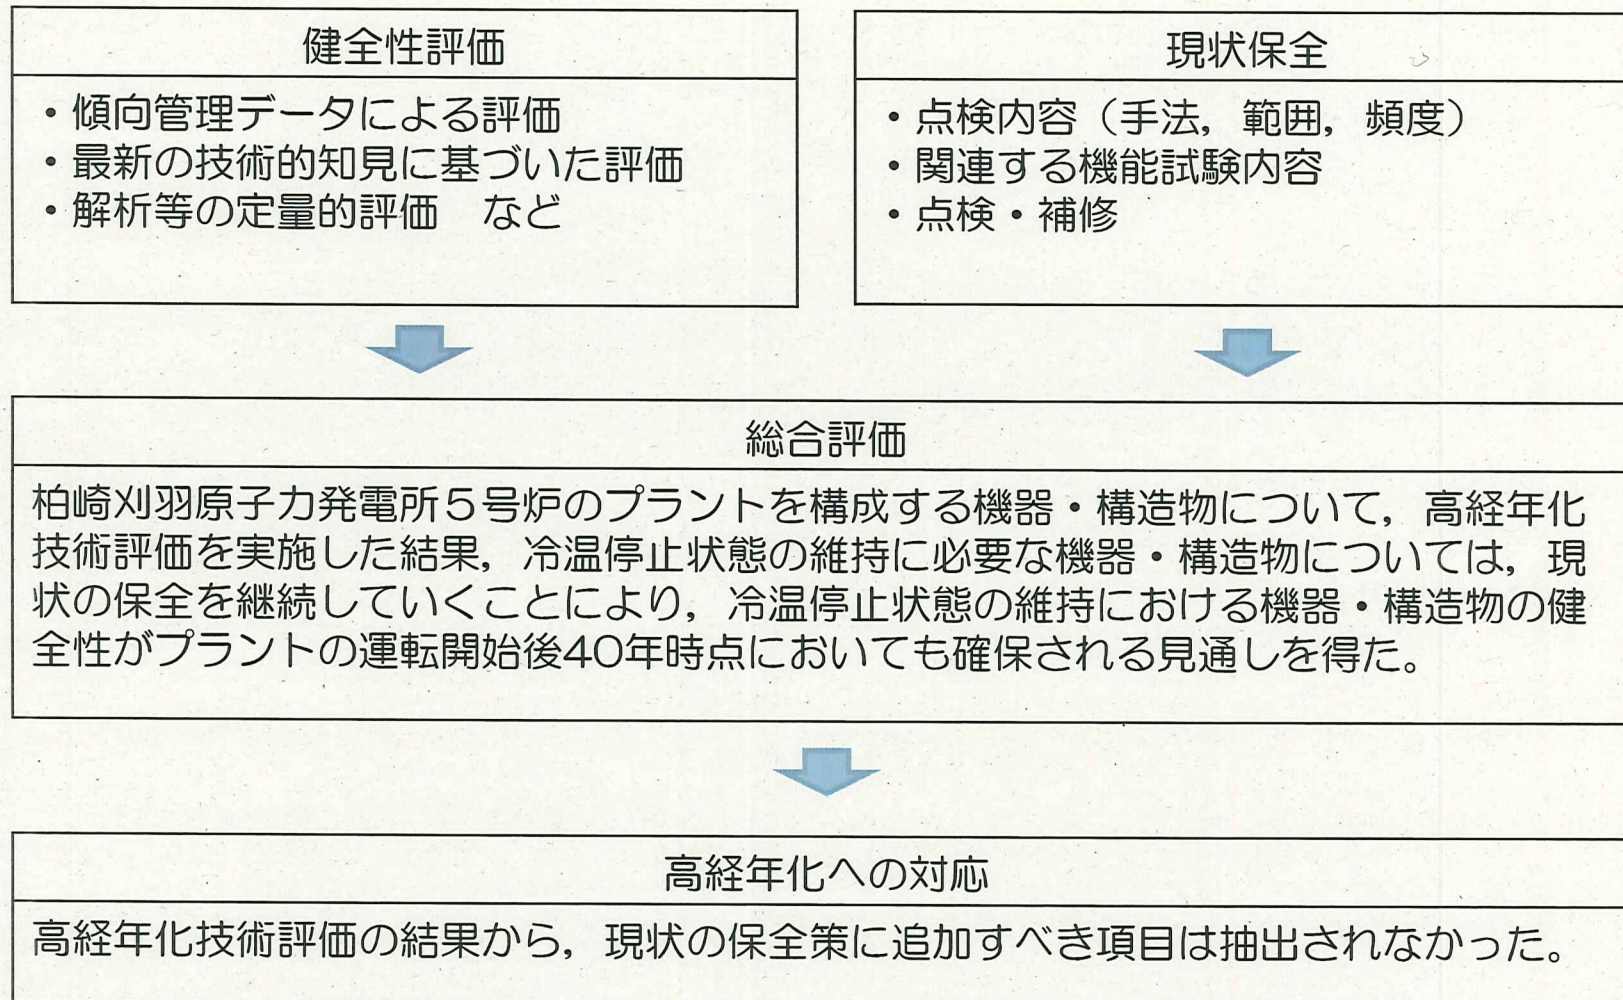 健全性評価
・傾向管理データによる評価
・最新の技術的知見に基づいた評価
・解析等の定量的評価　など
現状保全
・点検内容（手法，範囲，頻度）
・関連する機能試験内容
・点検・補修
総合評価
柏崎刈羽原子力発電所５号炉のプラントを構成する機器・構造物について，高経年化
技術評価を実施した結果，冷温停止状態の維持に必要な機器・構造物については，現
状の保全を継続していくことにより，冷温停止状態の維持における機器・構造物の健
全性がプラントの運転開始後40年時点においても確保される見通しを得た。
高経年化への対応
高経年化技術評価の結果から，現状の保全策に追加すべき項目は抽出されなかった。